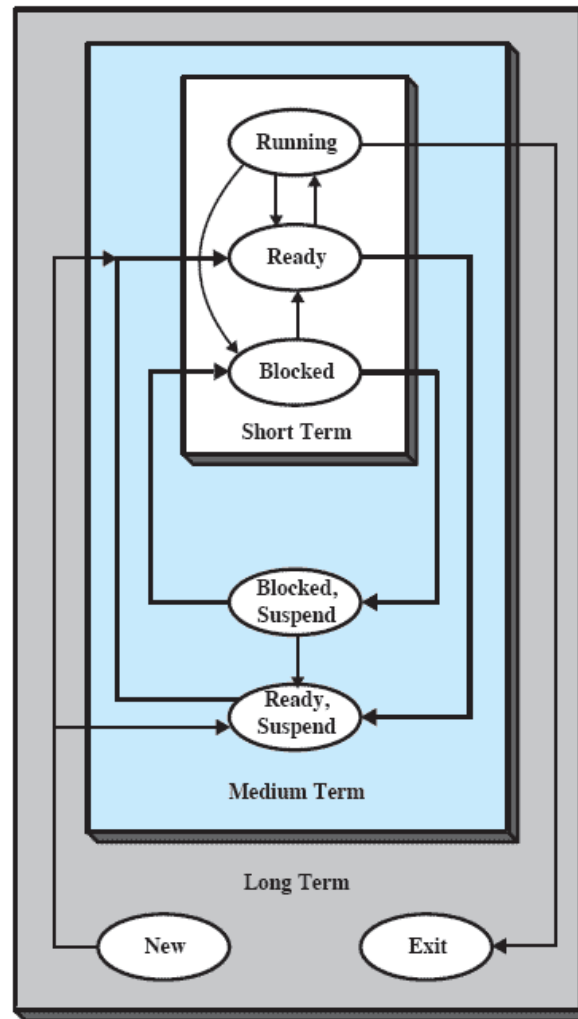 Running
Ready
Blocked
Short Term
Blocked,
Suspend
Ready,
Suspend
Medium Term
Long Term
New
Exit